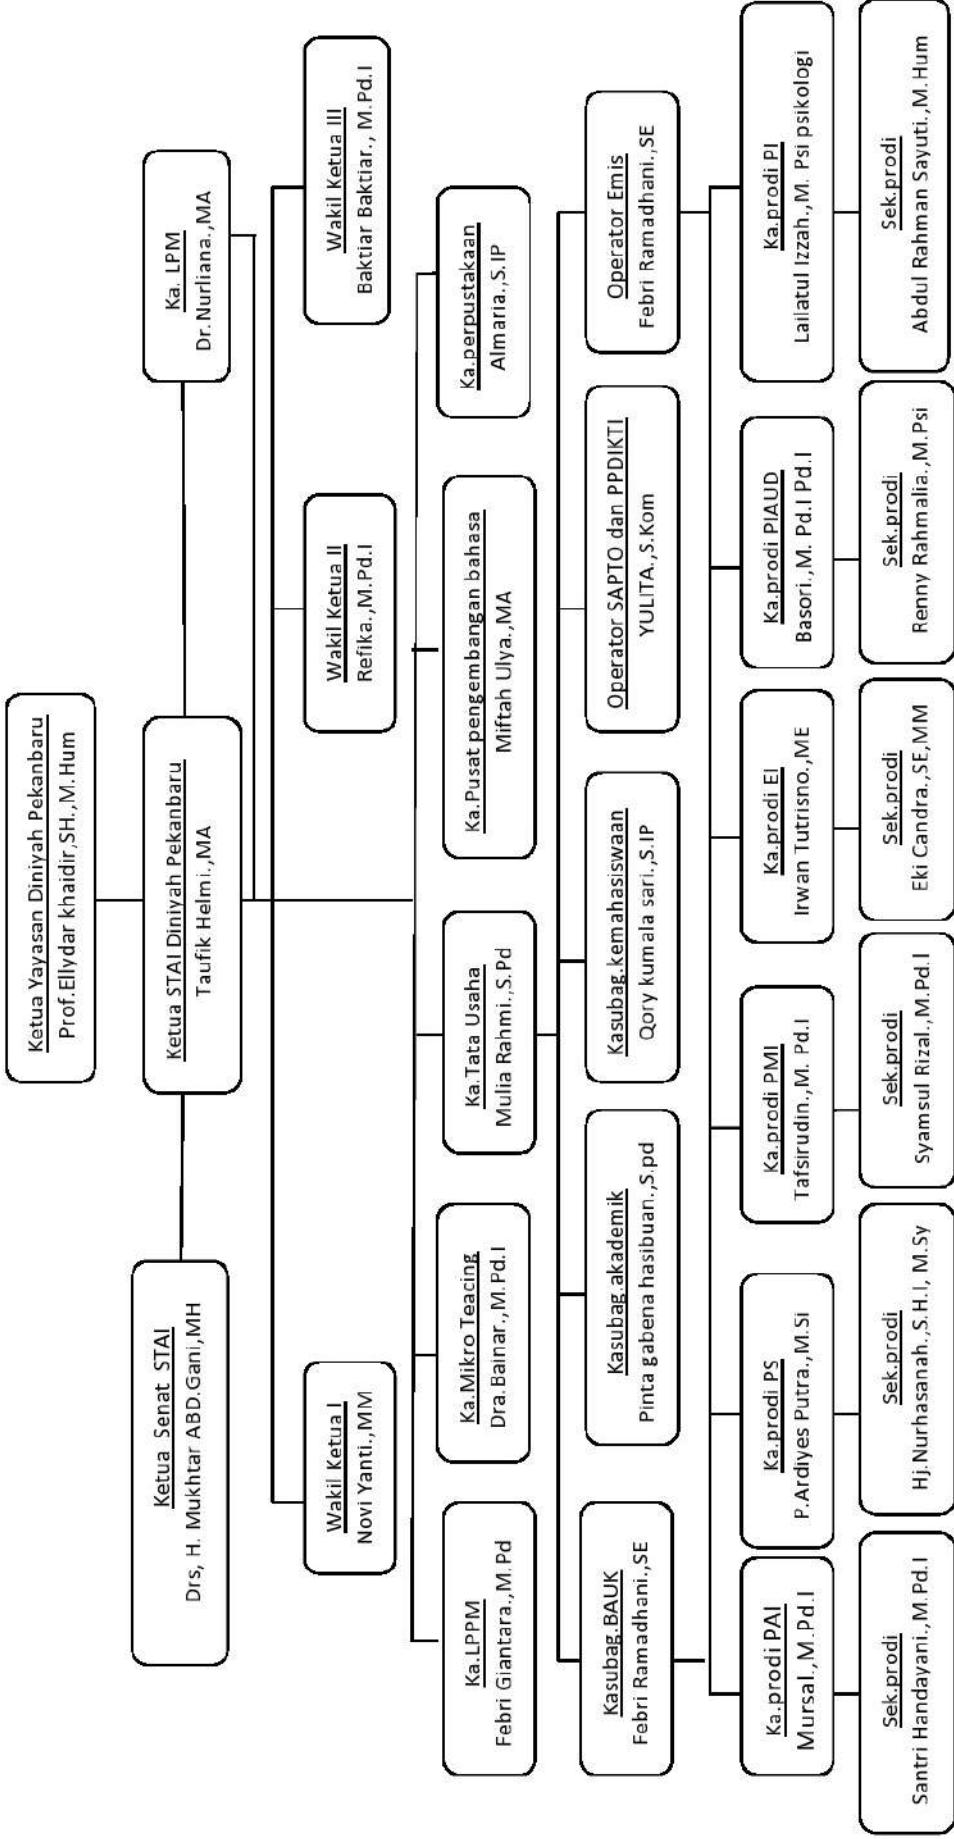 Ketua Yayasan Diniyah Pekanbaru
Prof.Ellydar khaidir,SH.,M.Hum
Ketua Senat STAI
Drs, H. Mukhtar ABD.Gani,MH
Ketua STAI Diniyah Pekanbaru
Taufik Helmi.,MA
Ka. LPM
Dr.Nurliana.,MA
Wakil Ketua I
Novi Yanti.,MM
Wakil Ketua II
Refika.,M.Pd.I
Wakil Ketua III
Baktiar Baktiar., M.Pd.I
Ka.LPPM
Febri Giantara.,M.Pd
Ka.Mikro Teacing
Dra.Bainar.,M.Pd.I
Ka.Tata Usaha
Mulia Rahmi.,S.Pd
Ka.Pusat pengembangan bahasa
Miftah Ulya.,MA
Ka.perpustakaan
Almaria.,S.IP
Kasubag.BAUK
Febri Ramadhani.,SE
Kasubag.akademik
Pinta gabena hasibuan.,S.pd
Kasubag.kemahasiswaan
Qory kumala sari.,S.IP
Operator SAPTO dan PPDIKTI
YULITA.,S.Kom
Operator Emis
Febri Ramadhani.,SE
Ka.prodi PAI
Mursal.,M.Pd.I
Ka.prodi PS
P.Ardiyes Putra.,M.Si
Ka.prodi PMI
Tafsirudin.,M. Pd.I
Ka.prodi EI
Irwan Tutrisno.,ME
Ka.prodi PIAUD
Basori.,M. Pd.I Pd.I
Ka.prodi PI
Lailatul Izzah.,M. Psi psikologi
Sek.prodi
Santri Handayani.,M.Pd.I
Sek.prodi
Hj.Nurhasanah.,S.H.I, M.Sy
Sek.prodi
Syamsul Rizal.,M.Pd.I
Sek.prodi
Eki Candra.,SE,MM
Sek.prodi
Renny Rahmalia.,M.Psi
Sek.prodi
Abdul Rahman Sayuti.,M.Hum